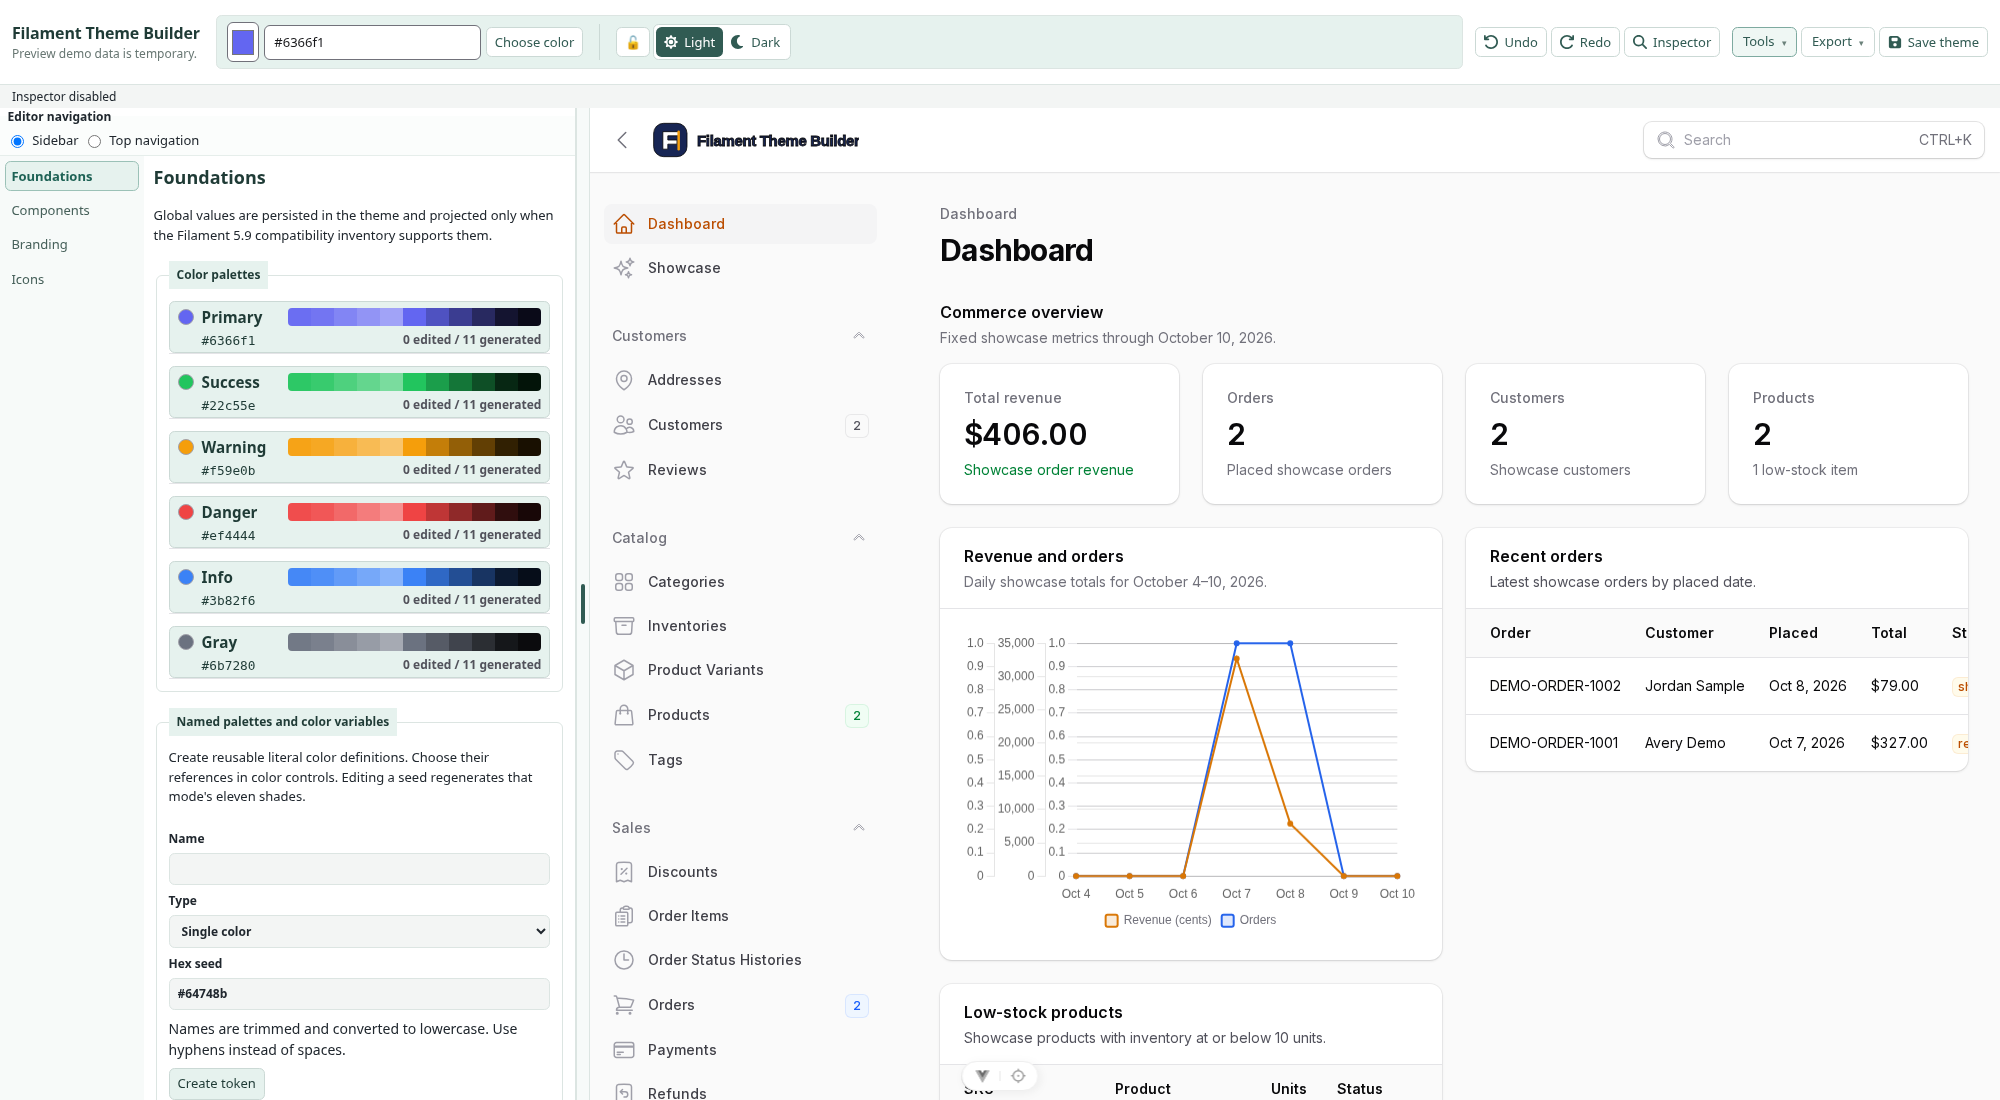 Filament Theme Builder
Preview demo data is temporary.
#6366f1
Choose color
Light
Dark
Undo
Redo
Inspector
Tools
Export
Save theme
Inspector disabled
Editor navigation
Sidebar
Top navigation
Foundations
Components
Branding
Icons
Foundations
Global values are persisted in the theme and projected only when
the Filament 5.9 compatibility inventory supports them.
Color palettes
Primary
#6366f1
0 edited / 11 generated
Success
#22c55e
0 edited / 11 generated
Warning
#f59e0b
0 edited / 11 generated
Danger
#ef4444
0 edited / 11 generated
Info
#3b82f6
0 edited / 11 generated
Gray
#6b7280
0 edited / 11 generated
Named palettes and color variables
Create reusable literal color definitions. Choose their
references in color controls. Editing a seed regenerates that
mode's eleven shades.
Name
Type
Single color
Hex seed
#64748b
Names are trimmed and converted to lowercase. Use
hyphens instead of spaces.
Create token
Filament Theme Builder
Search
CTRL+K
Dashboard
Showcase
Customers
Addresses
Customers 2
Reviews
Catalog
Categories
Inventories
Product Variants
Products 2
Tags
Sales
Discounts
Order Items
Order Status Histories
Orders 2
Payments
Refunds
Dashboard
Dashboard
Commerce overview
Fixed showcase metrics through October 10, 2026.
Total revenue
$406.00
Showcase order revenue
Orders
2
Placed showcase orders
Customers
2
Showcase customers
Products
2
1 low-stock item
Revenue and orders
Daily showcase totals for October 4–10, 2026.
1.0 35,000 1.0
0.9 0.9
30,000
0.8 0.8
25,000
0.7 0.7
0.6 0.6
20,000
0.5 0.5
15,000
0.4 0.4
0.3 0.3
10,000
0.2 0.2
5,000
0.1 0.1
0 0 0
Oct 4 Oct 5 Oct 6 Oct 7 Oct 8 Oct 9 Oct 10
Revenue (cents) Orders
Recent orders
Latest showcase orders by placed date.
Order Customer Placed Total St
DEMO-ORDER-1002 Jordan Sample Oct 8, 2026 $79.00 sh
DEMO-ORDER-1001 Avery Demo Oct 7, 2026 $327.00 re
Low-stock products
Showcase products with inventory at or below 10 units.
SKU Product Units Status